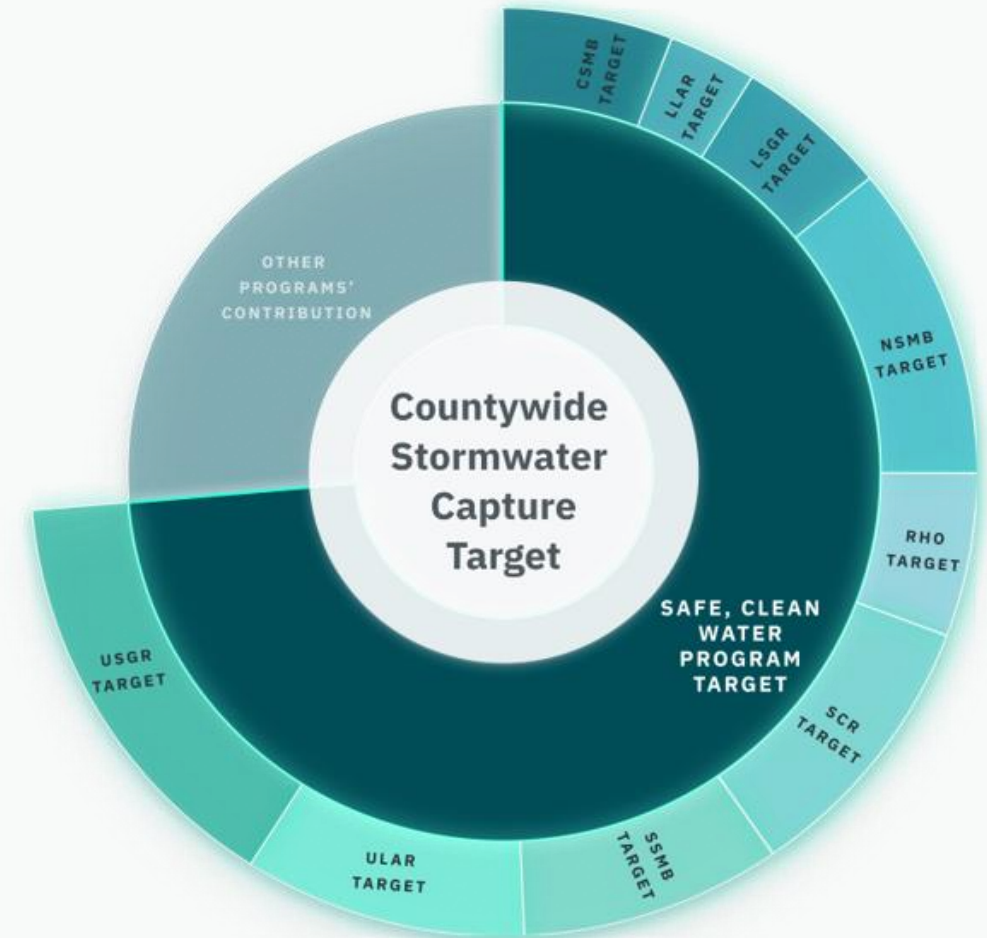 CSMB
TARGET
LLAR
TARGET
LSGR
TARGET
NSMB
TARGET
RHO
TARGET
SCR
TARGET
SSMB
TARGET
ULAR
TARGET
USGR
TARGET
OTHER
PROGRAMS'
CONTRIBUTION
Countywide
Stormwater
Capture
Target
SAFE, CLEAN
WATER
PROGRAM
TARGET